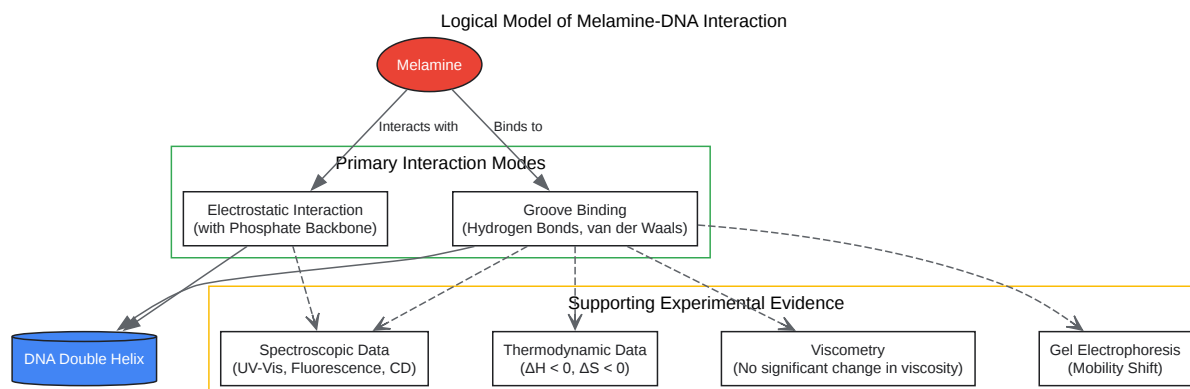 Logical Model of Melamine-DNA Interaction
Melamine
Interacts with
Binds to
Primary Interaction Modes
Electrostatic Interaction
(with Phosphate Backbone)
Groove Binding
(Hydrogen Bonds, van der Waals)
Supporting Experimental Evidence
DNA Double Helix
Spectroscopic Data
(UV-Vis, Fluorescence, CD)
Thermodynamic Data
(ΔH < 0, ΔS < 0)
Viscometry
(No significant change in viscosity)
Gel Electrophoresis
(Mobility Shift)